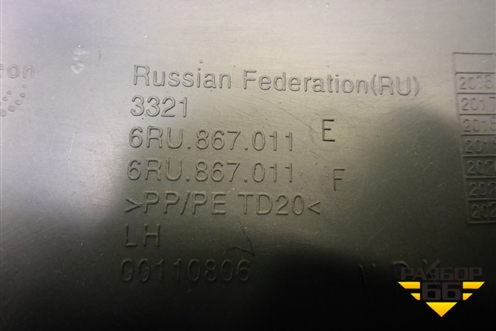 Russian Federation(RU)
3321
6RU.867.011 E
6RU.867.011 F
>PP/PE TD20<
LH
00110806
РАЗБОР
66